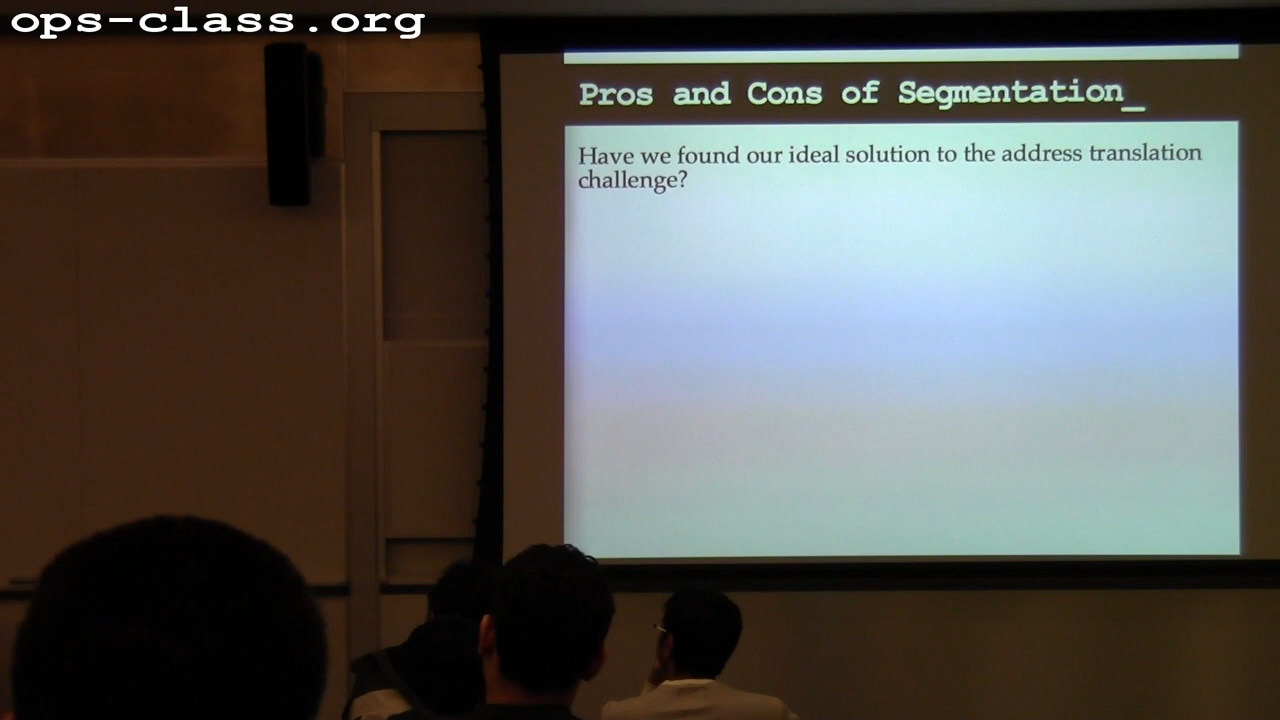 ops-class.org
Pros and Cons of Segmentation_
Have we found our ideal solution to the address translation
challenge?